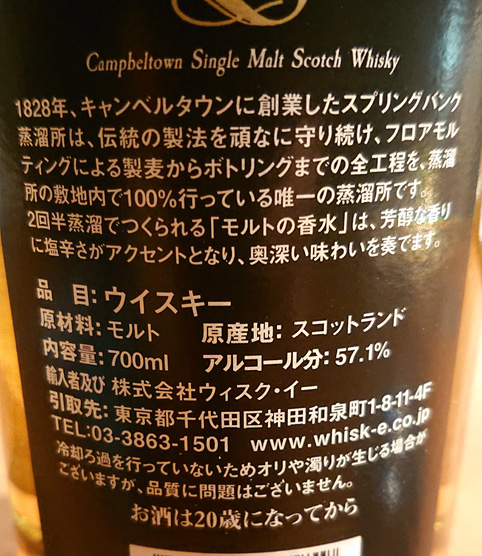 Campbeltown Single Malt Scotch Whisky
1828年、キャンベルタウンに創業したスプリングバンク
蒸溜所は、伝統の製法を頑なに守り続け、フロアモル
ティングによる製麦からボトリングまでの全工程を、蒸溜
所の敷地内で100%行っている唯一の蒸溜所です。
2回半蒸溜でつくられる「モルトの香水」は、芳醇な香り
に塩辛さがアクセントとなり、奥深い味わいを奏でます。
品 目：ウイスキー
原材料：モルト 原産地：スコットランド
内容量：700ml アルコール分：57.1%
輸入者及び 株式会社ウィスク・イー
引取先：東京都千代田区神田和泉町1-8-11-4F
TEL:03-3863-1501 www.whisk-e.co.jp
冷却ろ過を行っていないためオリや濁りが生じる場合が
ございますが、品質に問題はございません。
お酒は20歳になってから